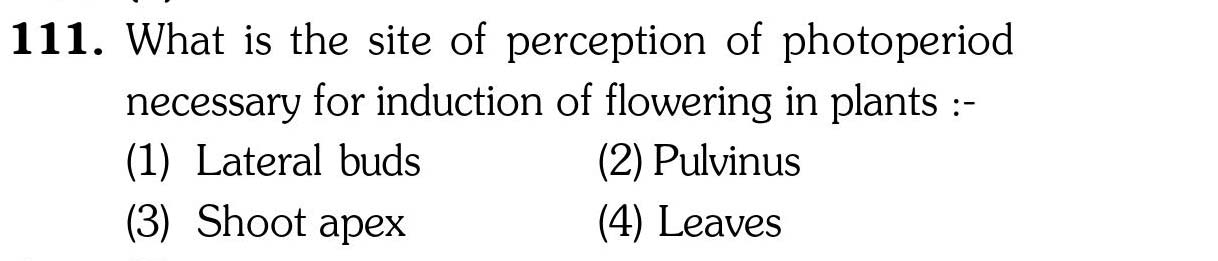 111. What is the site of perception of photoperiod
necessary for induction of flowering in plants :-
(1) Lateral buds (2) Pulvinus
(3) Shoot apex (4) Leaves